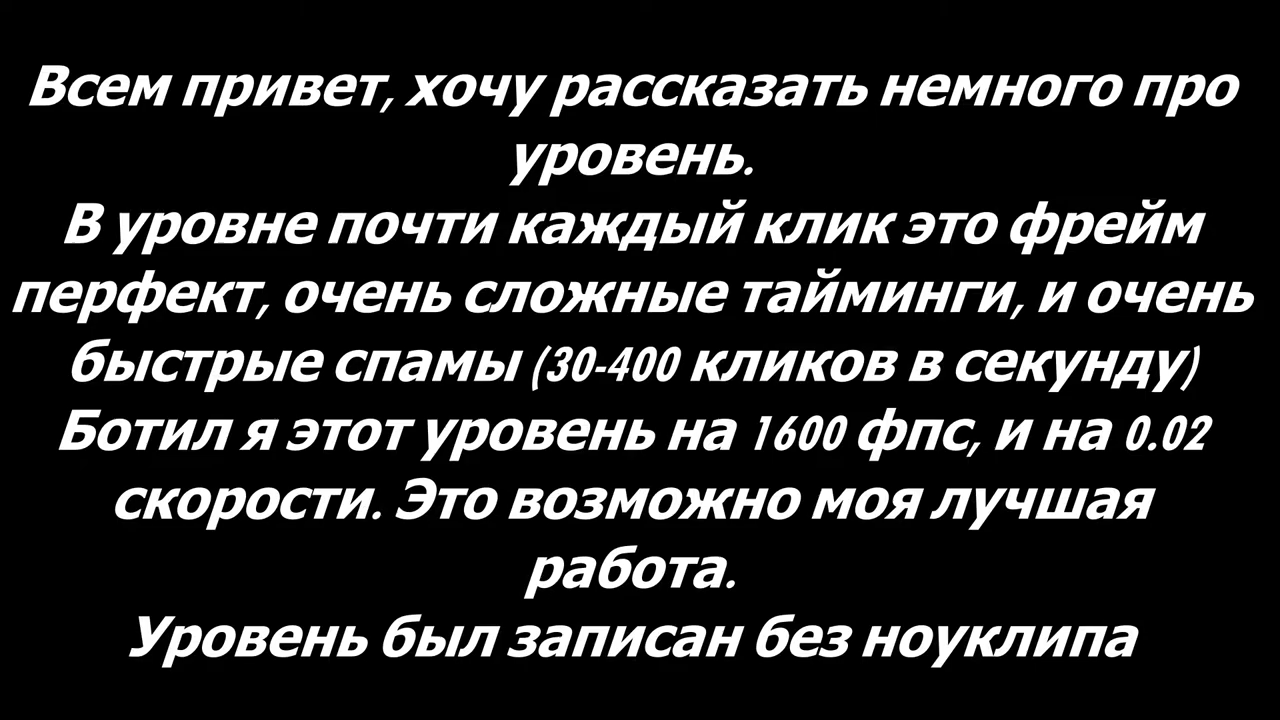 Всем привет, хочу рассказать немного про
уровень.
В уровне почти каждый клик это фрейм
перфект, очень сложные тайминги, и очень
быстрые спамы (30-400 кликов в секунду)
Ботил я этот уровень на 1600 фпс, и на 0.02
скорости. Это возможно моя лучшая
работа.
Уровень был записан без ноуклипа